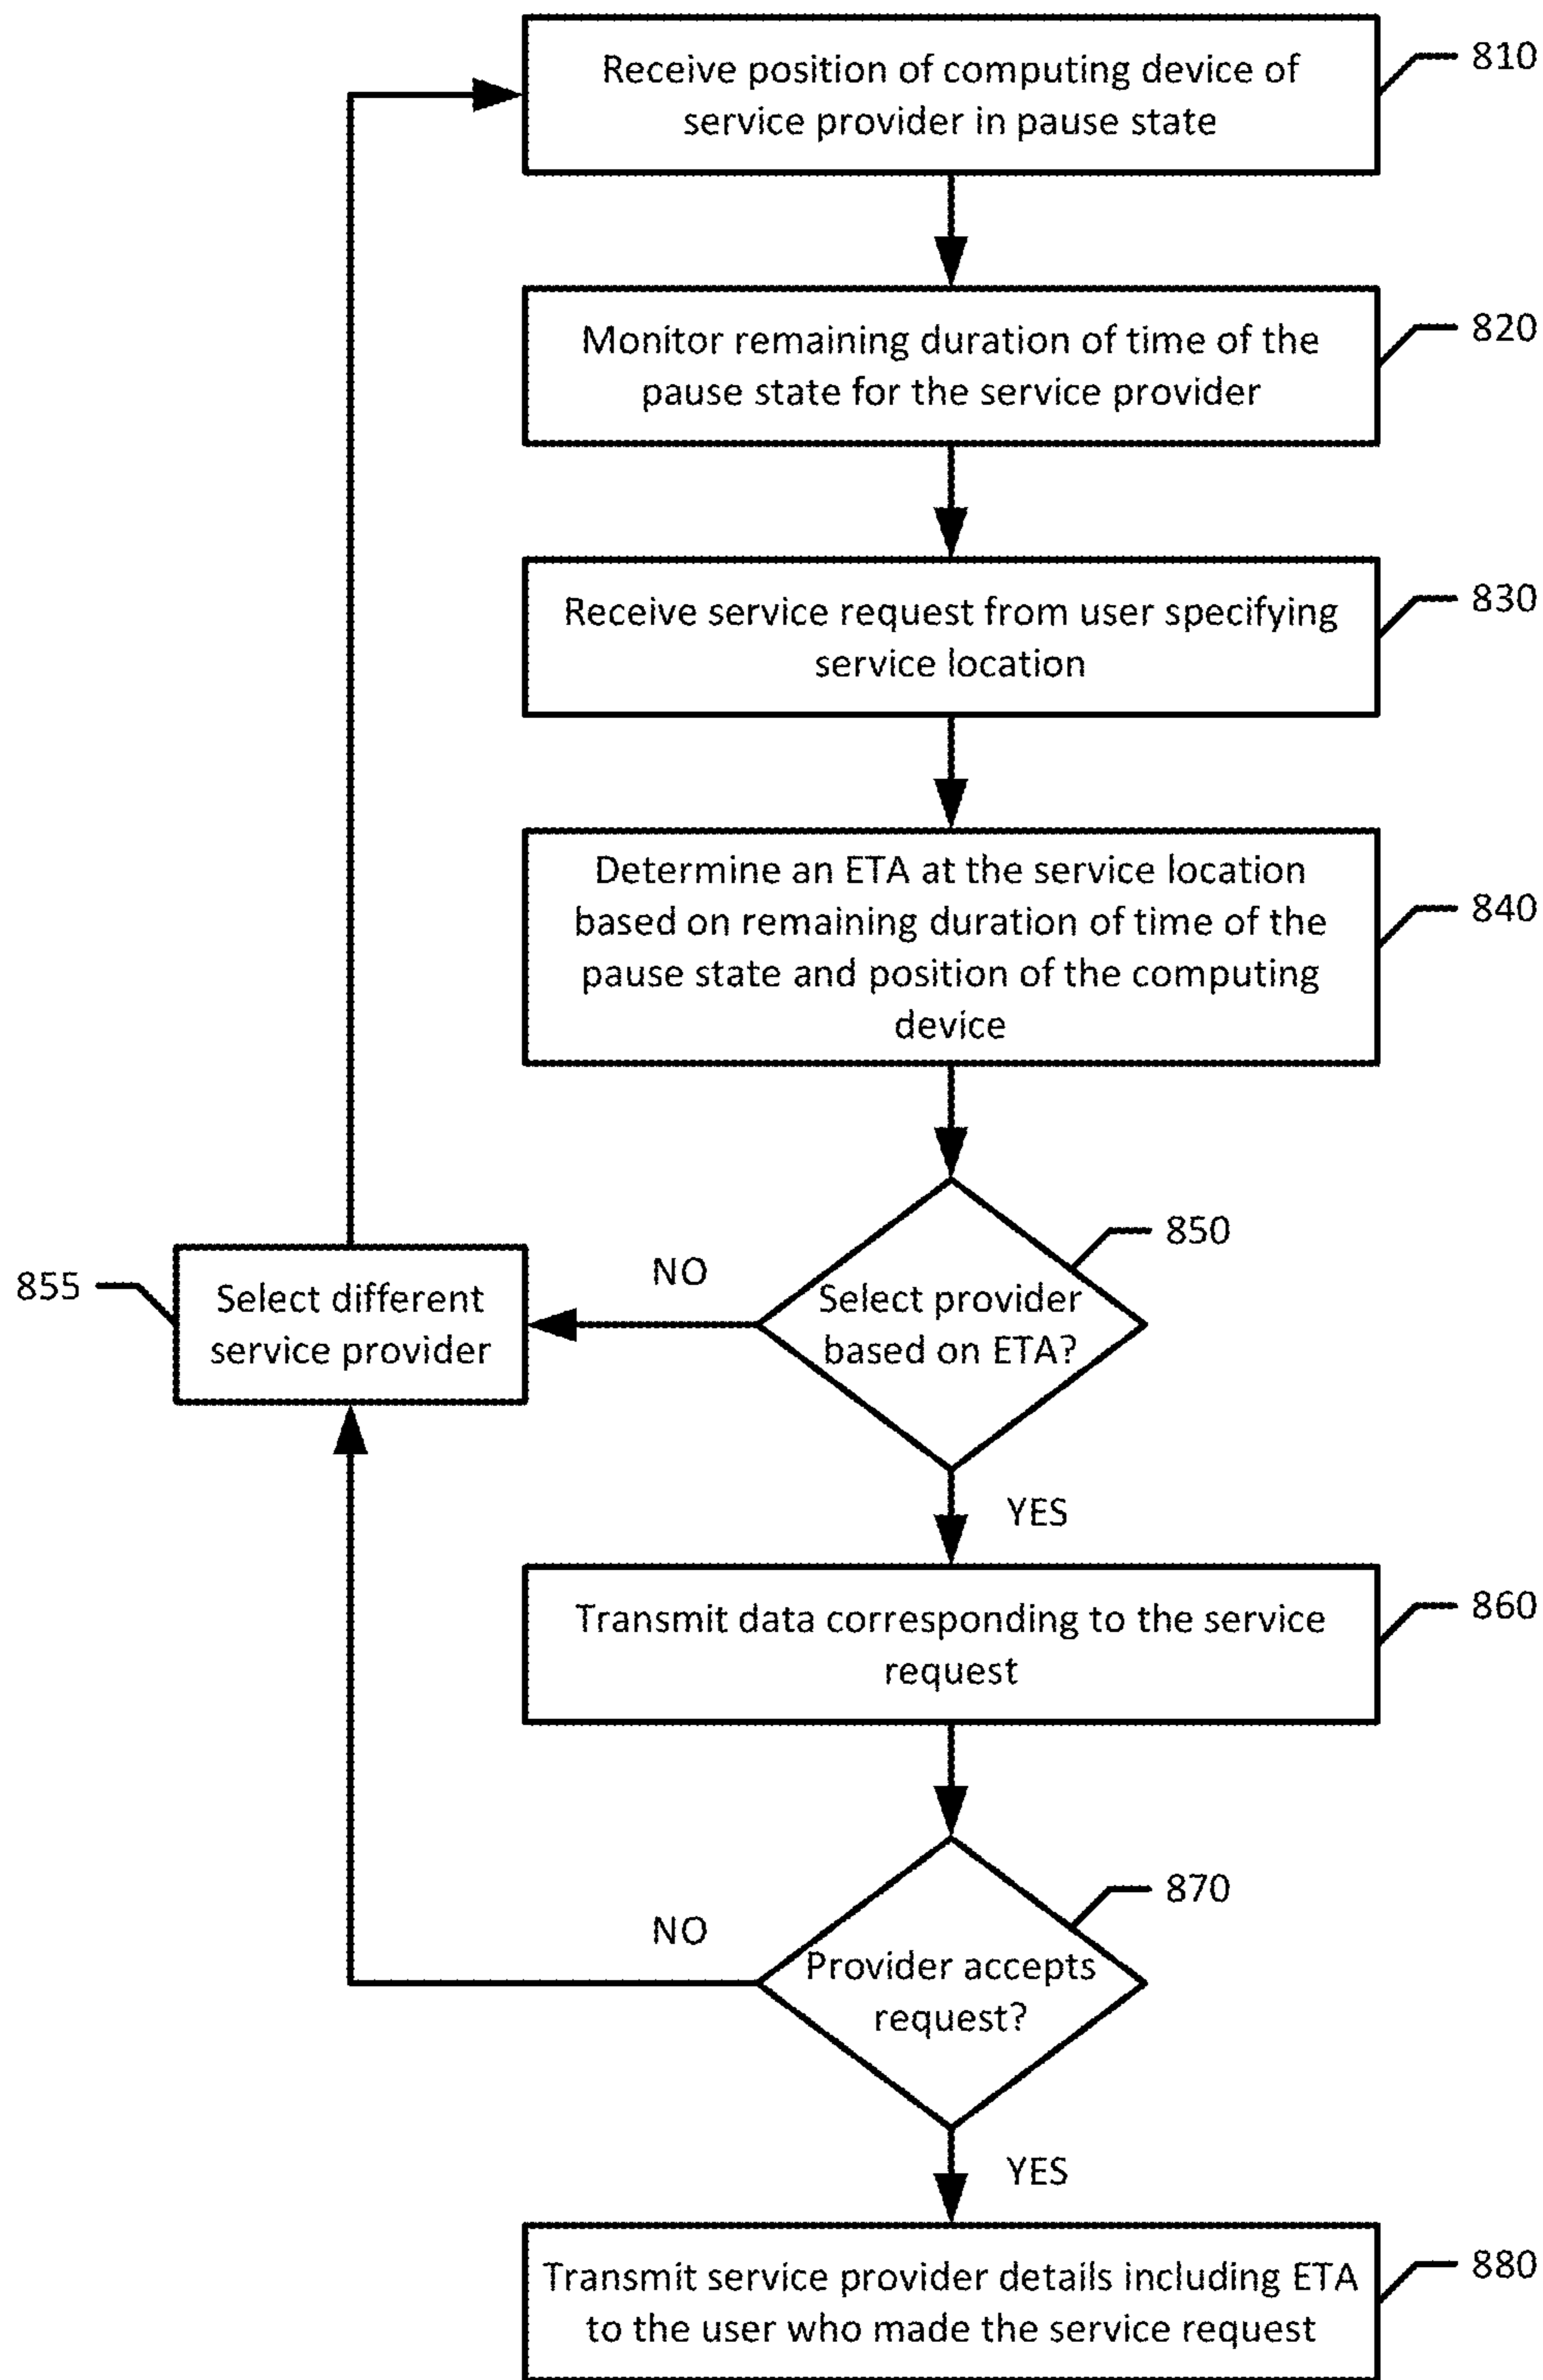 Receive position of computing device of
service provider in pause state
810
Monitor remaining duration of time of the
pause state for the service provider
820
Receive service request from user specifying
service location
830
Determine an ETA at the service location
based on remaining duration of time of the
pause state and position of the computing
device
840
850
Select provider
based on ETA?
NO
855
Select different
service provider
YES
Transmit data corresponding to the service
request
860
870
Provider accepts
request?
NO
YES
Transmit service provider details including ETA
to the user who made the service request
880